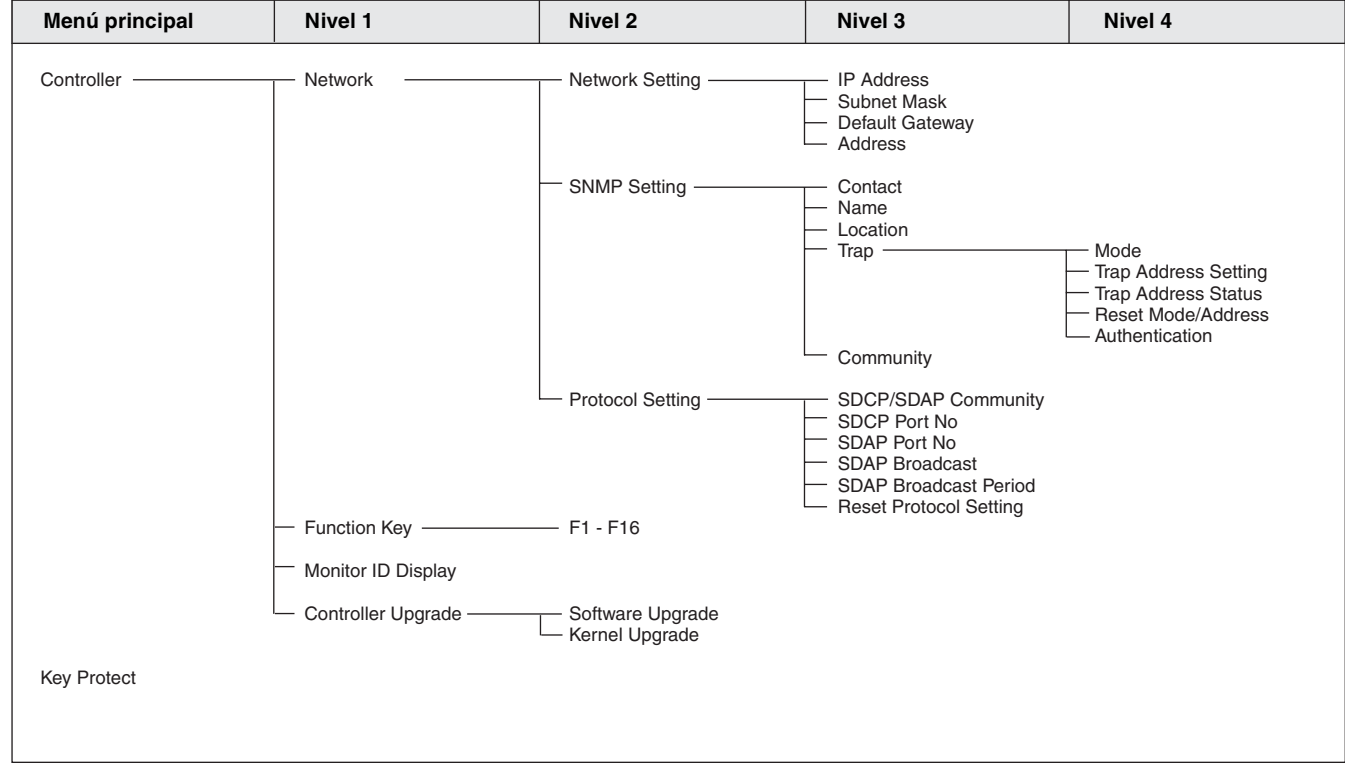 Menú principal Nivel 1 Nivel 2 Nivel 3 Nivel 4
Controller Network Network Setting IP Address
Subnet Mask
Default Gateway
Address
SNMP Setting Contact
Name
Location
Trap Mode
Trap Address Setting
Trap Address Status
Reset Mode/Address
Authentication
Community
Protocol Setting SDCP/SDAP Community
SDCP Port No
SDAP Port No
SDAP Broadcast
SDAP Broadcast Period
Reset Protocol Setting
Function Key F1 - F16
Monitor ID Display
Controller Upgrade Software Upgrade
Kernel Upgrade
Key Protect